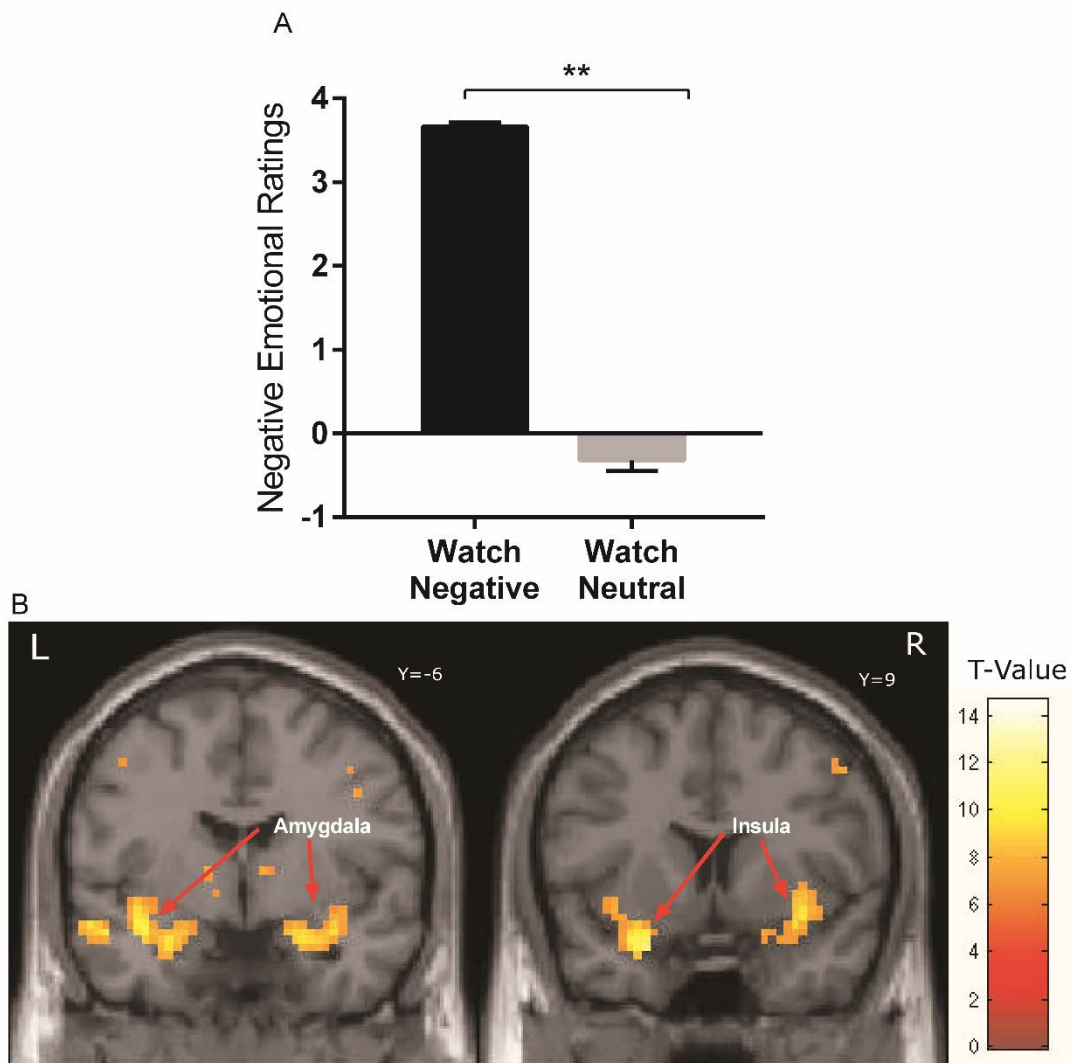 A
**
Negative Emotional Ratings
4
3
2
1
0
-1
Watch
Negative
Watch
Neutral
B
L
Y=-6
Amygdala
R
Y=9
Insula
T-Value
14
12
10
8
6
4
2
0